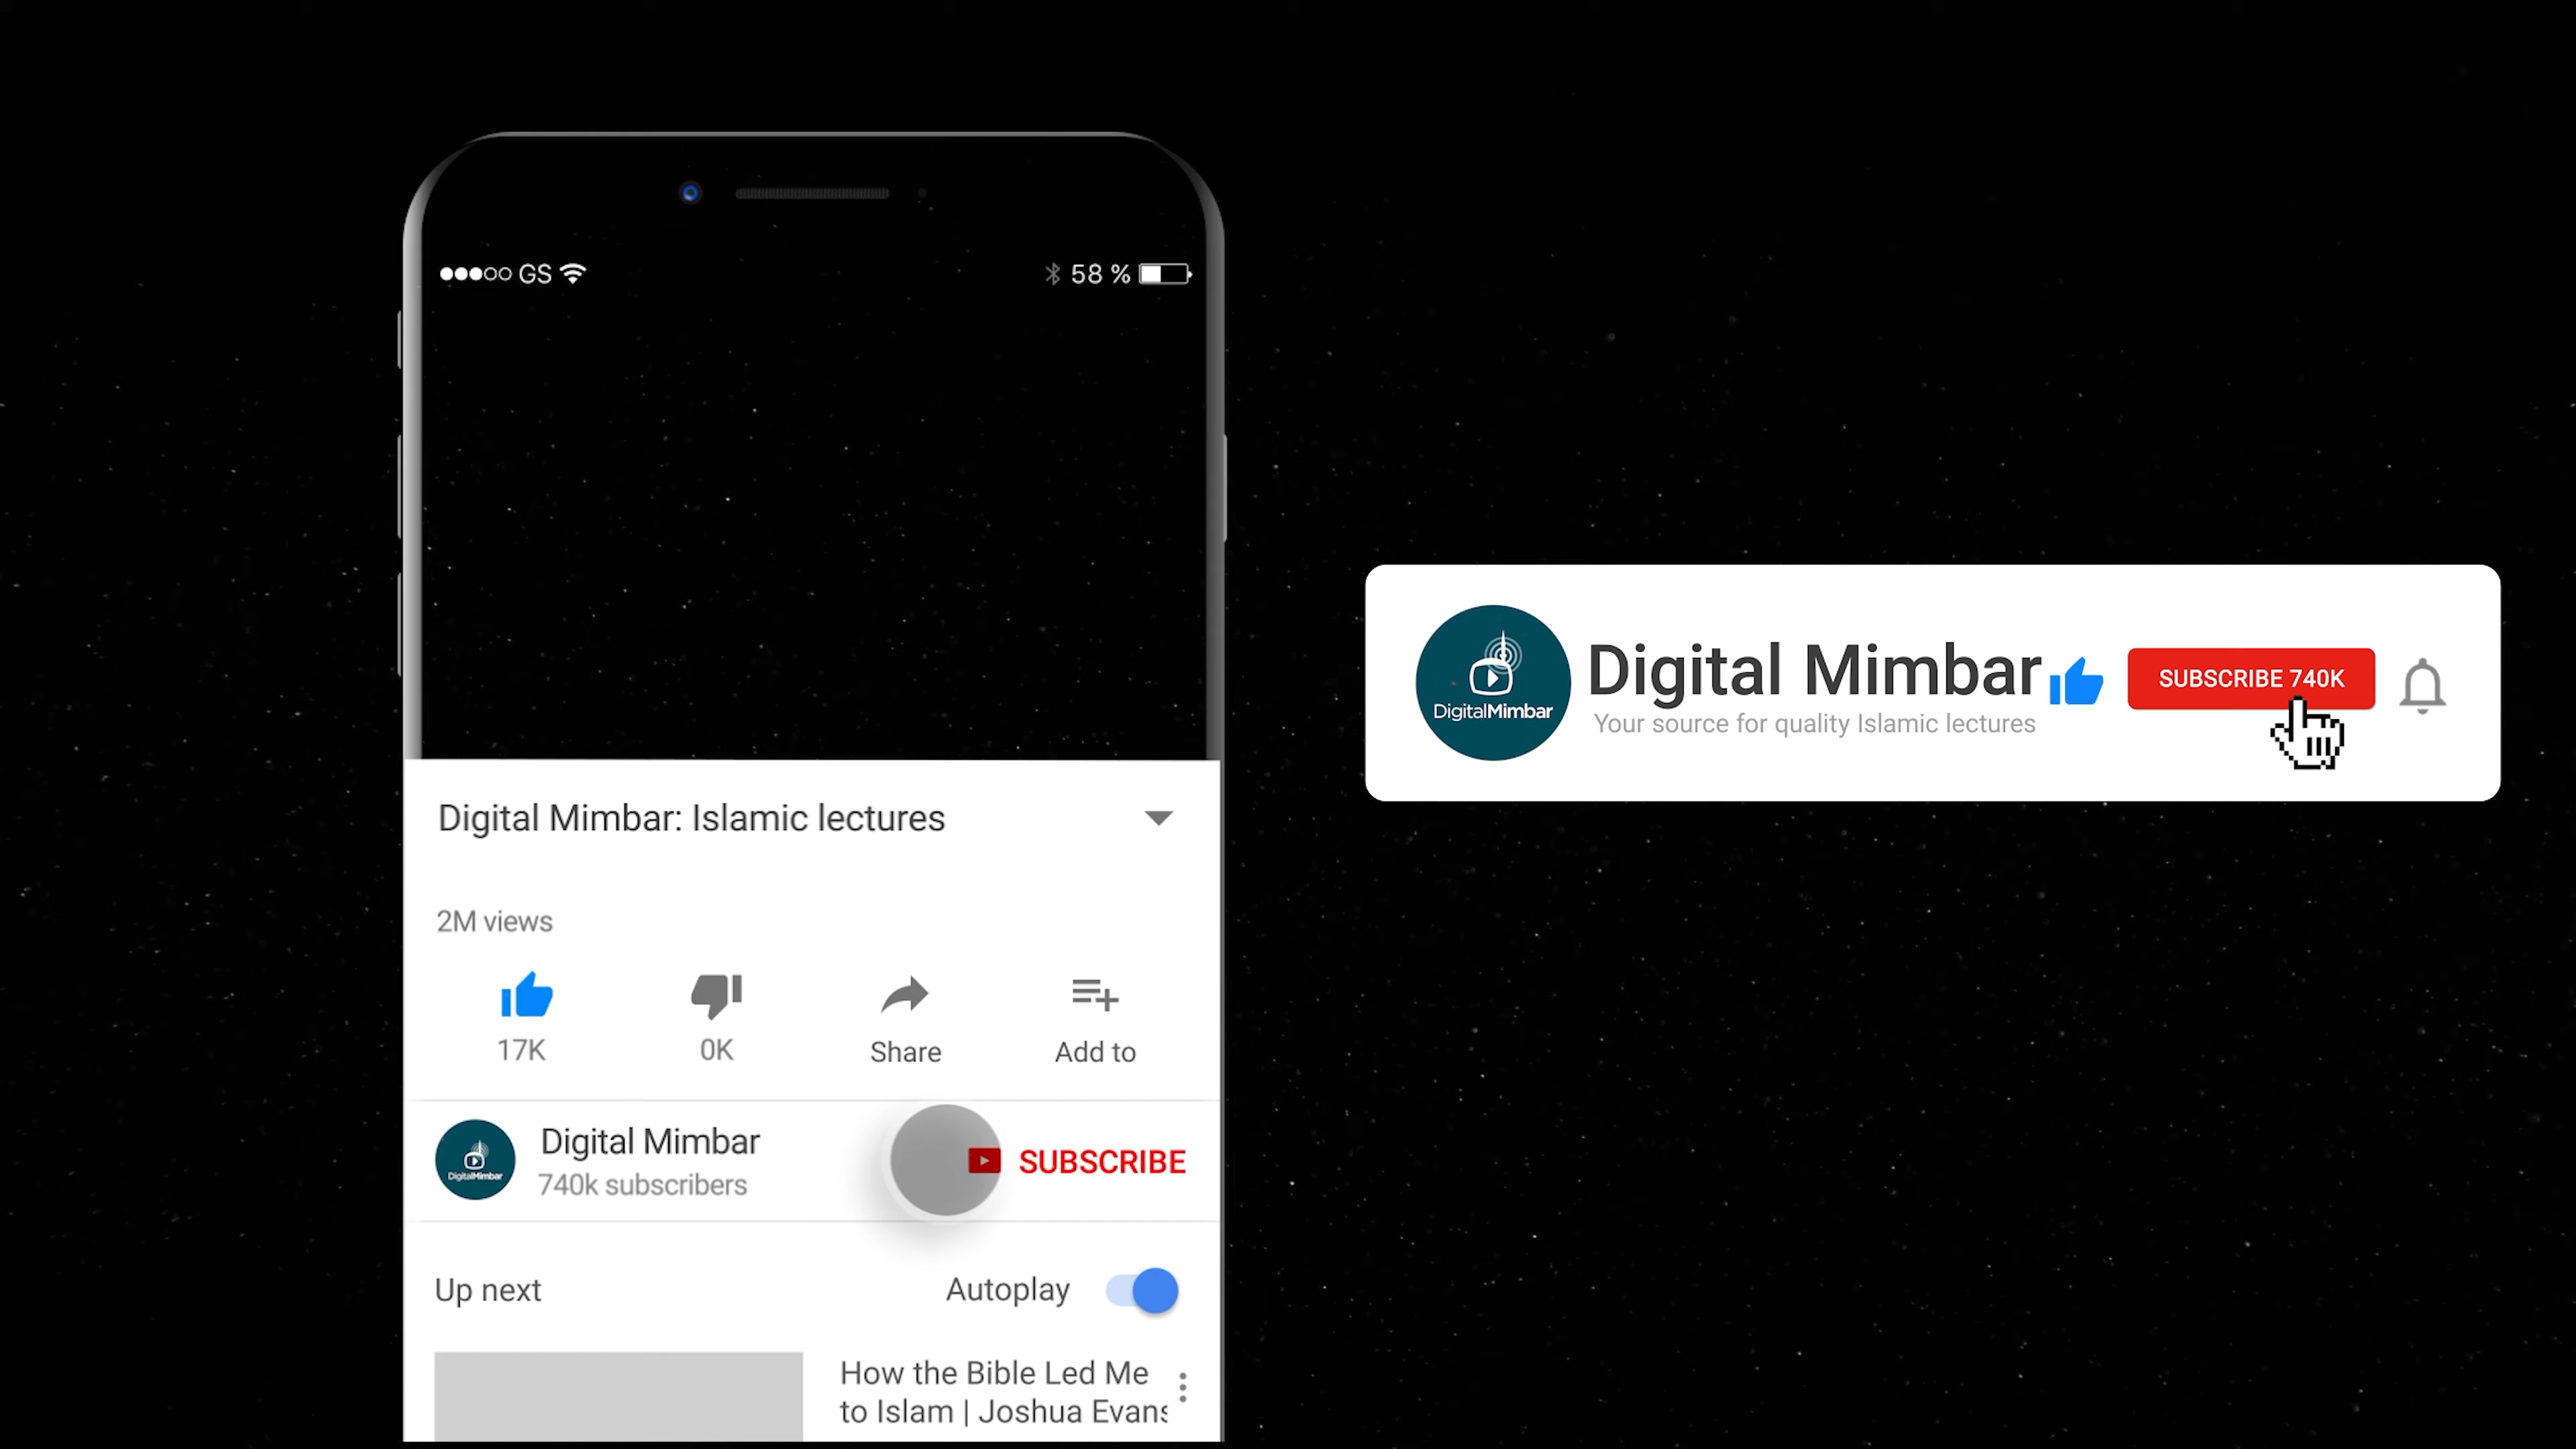 GS
58 %
Digital Mimbar: Islamic lectures
2M views
17K
0K
Share
Add to
DigitalMimbar
Digital Mimbar
740k subscribers
SUBSCRIBE
Up next
Autoplay
How the Bible Led Me
to Islam | Joshua Evans
DigitalMimbar
Digital Mimbar
Your source for quality Islamic lectures
SUBSCRIBE 740K